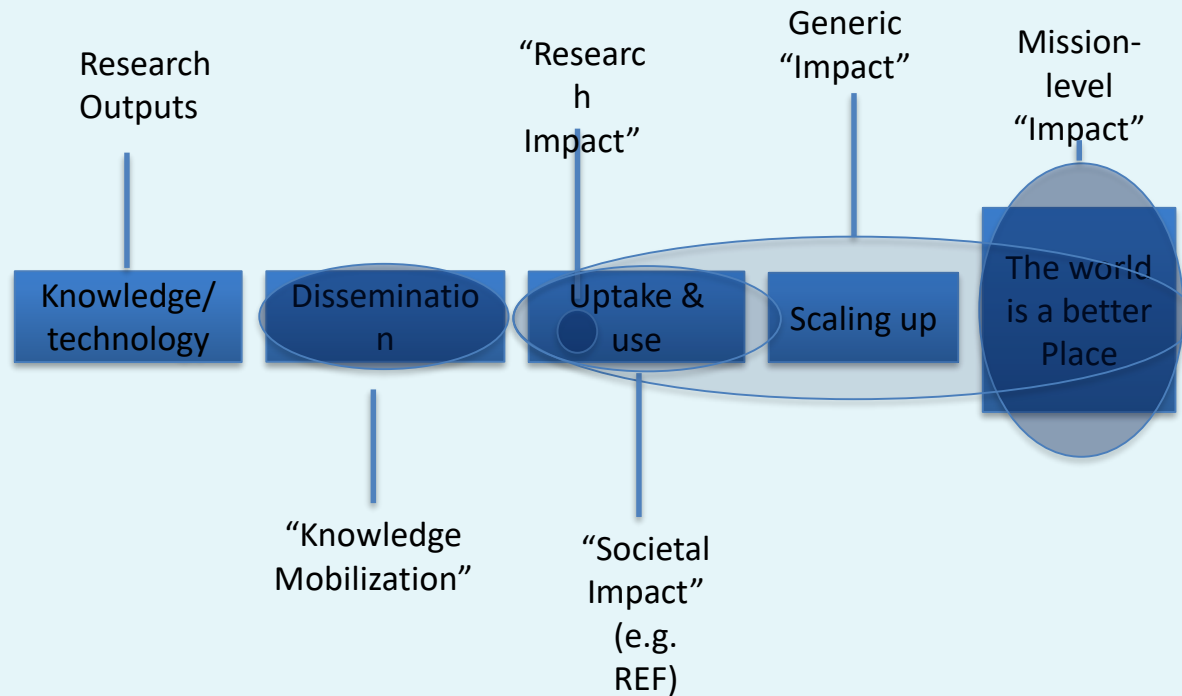 Research
Outputs
“Researc
h
Impact”
Generic
“Impact”
Mission-
level
“Impact”
Knowledge/
technology
Disseminatio
n
Uptake &
use
Scaling up
The world
is a better
Place
“Knowledge
Mobilization”
“Societal
Impact”
(e.g.
REF)